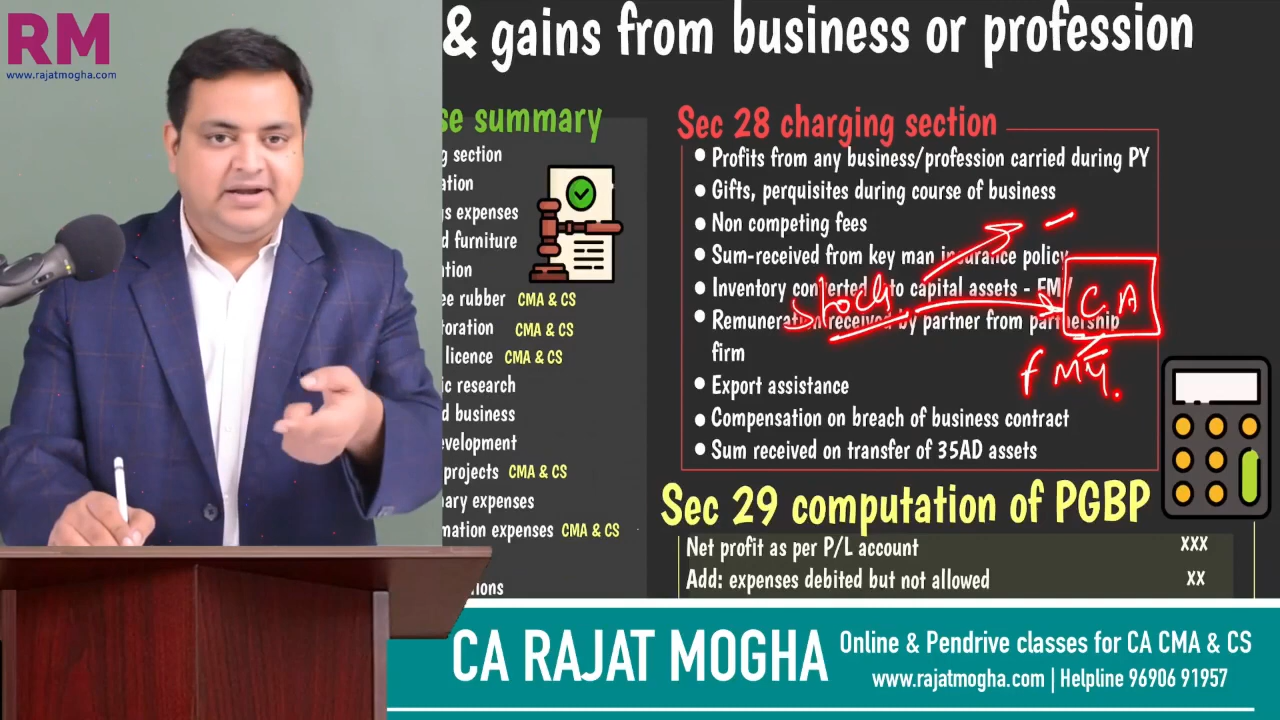 RM
www.rajatmogha.com
& gains from business or profession
se summary
g section
ation
s expenses
d furniture
ation
ee rubber CMA & CS
oration CMA & CS
licence CMA & CS
ic research
d business
evelopment
projects CMA & CS
ary expenses
mation expenses CMA & CS
ions
Sec 28 charging section
Profits from any business/profession carried during PY
Gifts, perquisites during course of business
Non competing fees
Sum-received from key man insurance policy
Inventory converted to capital assets - FMV
Remuneration received by partner from partnership
firm
Export assistance
Compensation on breach of business contract
Sum received on transfer of 35AD assets
Stock
C.A
FMV.
Sec 29 computation of PGBP
Net profit as per P/L account XXX
Add: expenses debited but not allowed XX
CA RAJAT MOGHA
Online & Pendrive classes for CA CMA & CS
www.rajatmogha.com | Helpline 96906 91957